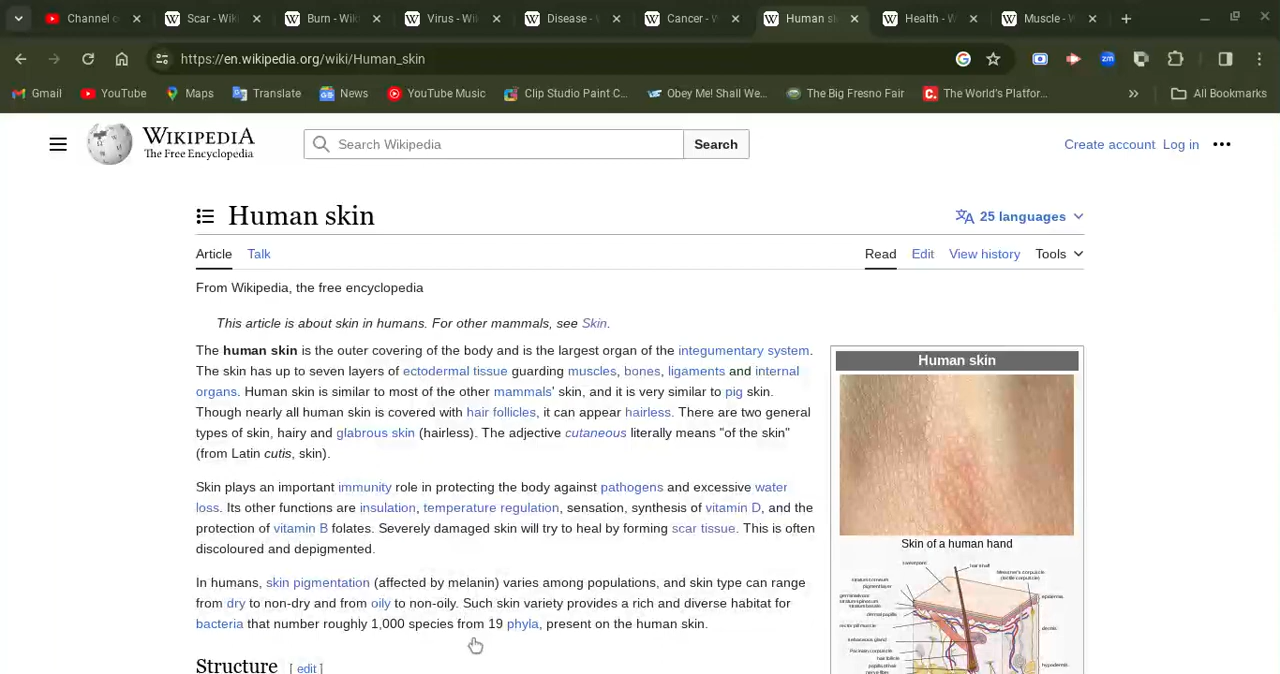 Channel c
Scar - Wiki
Burn - Wiki
Virus - Wiki
Disease -
Cancer - W
Human sk
Health - W
Muscle - W
https://en.wikipedia.org/wiki/Human_skin
Gmail
YouTube
Maps
Translate
News
YouTube Music
Clip Studio Paint C...
Obey Me! Shall We...
The Big Fresno Fair
The World's Platfor...
All Bookmarks
WIKIPEDIA
The Free Encyclopedia
Search Wikipedia
Search
Create account
Log in
Human skin
25 languages
Article
Talk
Read
Edit
View history
Tools
From Wikipedia, the free encyclopedia
This article is about skin in humans. For other mammals, see Skin.
The human skin is the outer covering of the body and is the largest organ of the integumentary system.
The skin has up to seven layers of ectodermal tissue guarding muscles, bones, ligaments and internal
organs. Human skin is similar to most of the other mammals' skin, and it is very similar to pig skin.
Though nearly all human skin is covered with hair follicles, it can appear hairless. There are two general
types of skin, hairy and glabrous skin (hairless). The adjective cutaneous literally means "of the skin"
(from Latin cutis, skin).
Skin plays an important immunity role in protecting the body against pathogens and excessive water
loss. Its other functions are insulation, temperature regulation, sensation, synthesis of vitamin D, and the
protection of vitamin B folates. Severely damaged skin will try to heal by forming scar tissue. This is often
discoloured and depigmented.
In humans, skin pigmentation (affected by melanin) varies among populations, and skin type can range
from dry to non-dry and from oily to non-oily. Such skin variety provides a rich and diverse habitat for
bacteria that number roughly 1,000 species from 19 phyla, present on the human skin.
Structure [ edit ]
Human skin
Skin of a human hand
hair shaft
epidermis
dermis
hypodermis
hair follicle